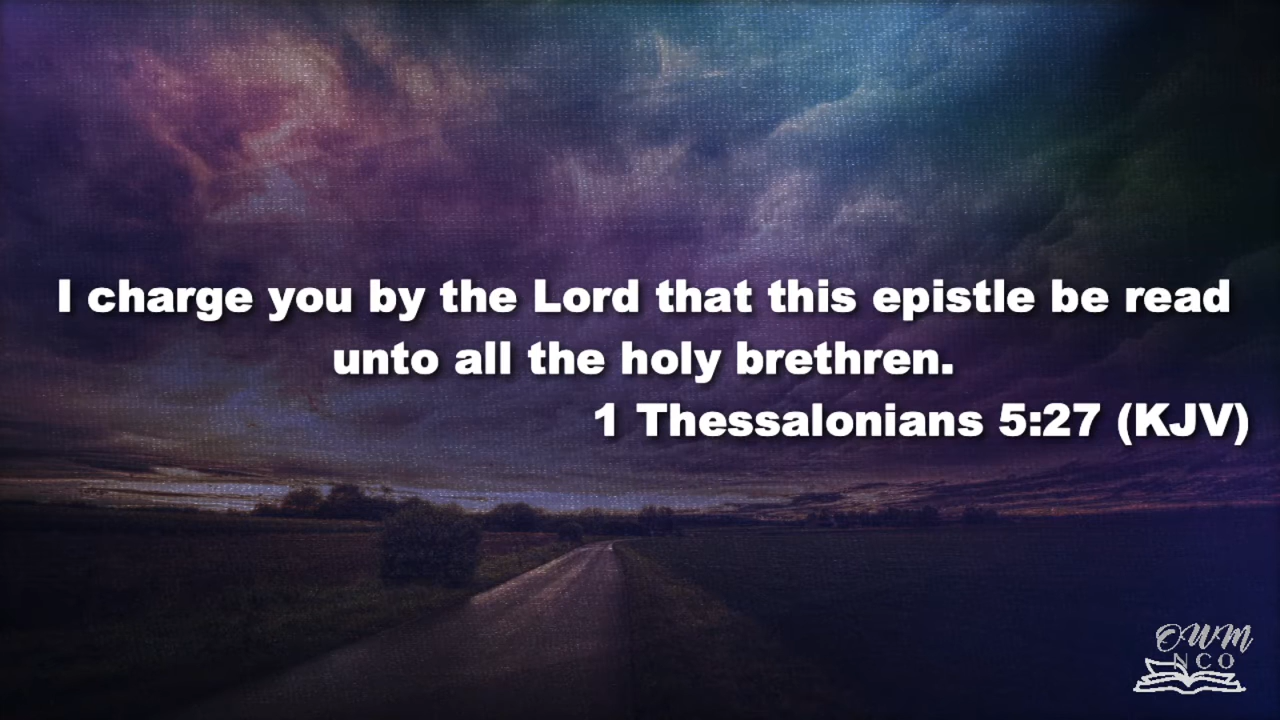 I charge you by the Lord that this epistle be read
unto all the holy brethren.
1 Thessalonians 5:27 (KJV)
OWM
NCO